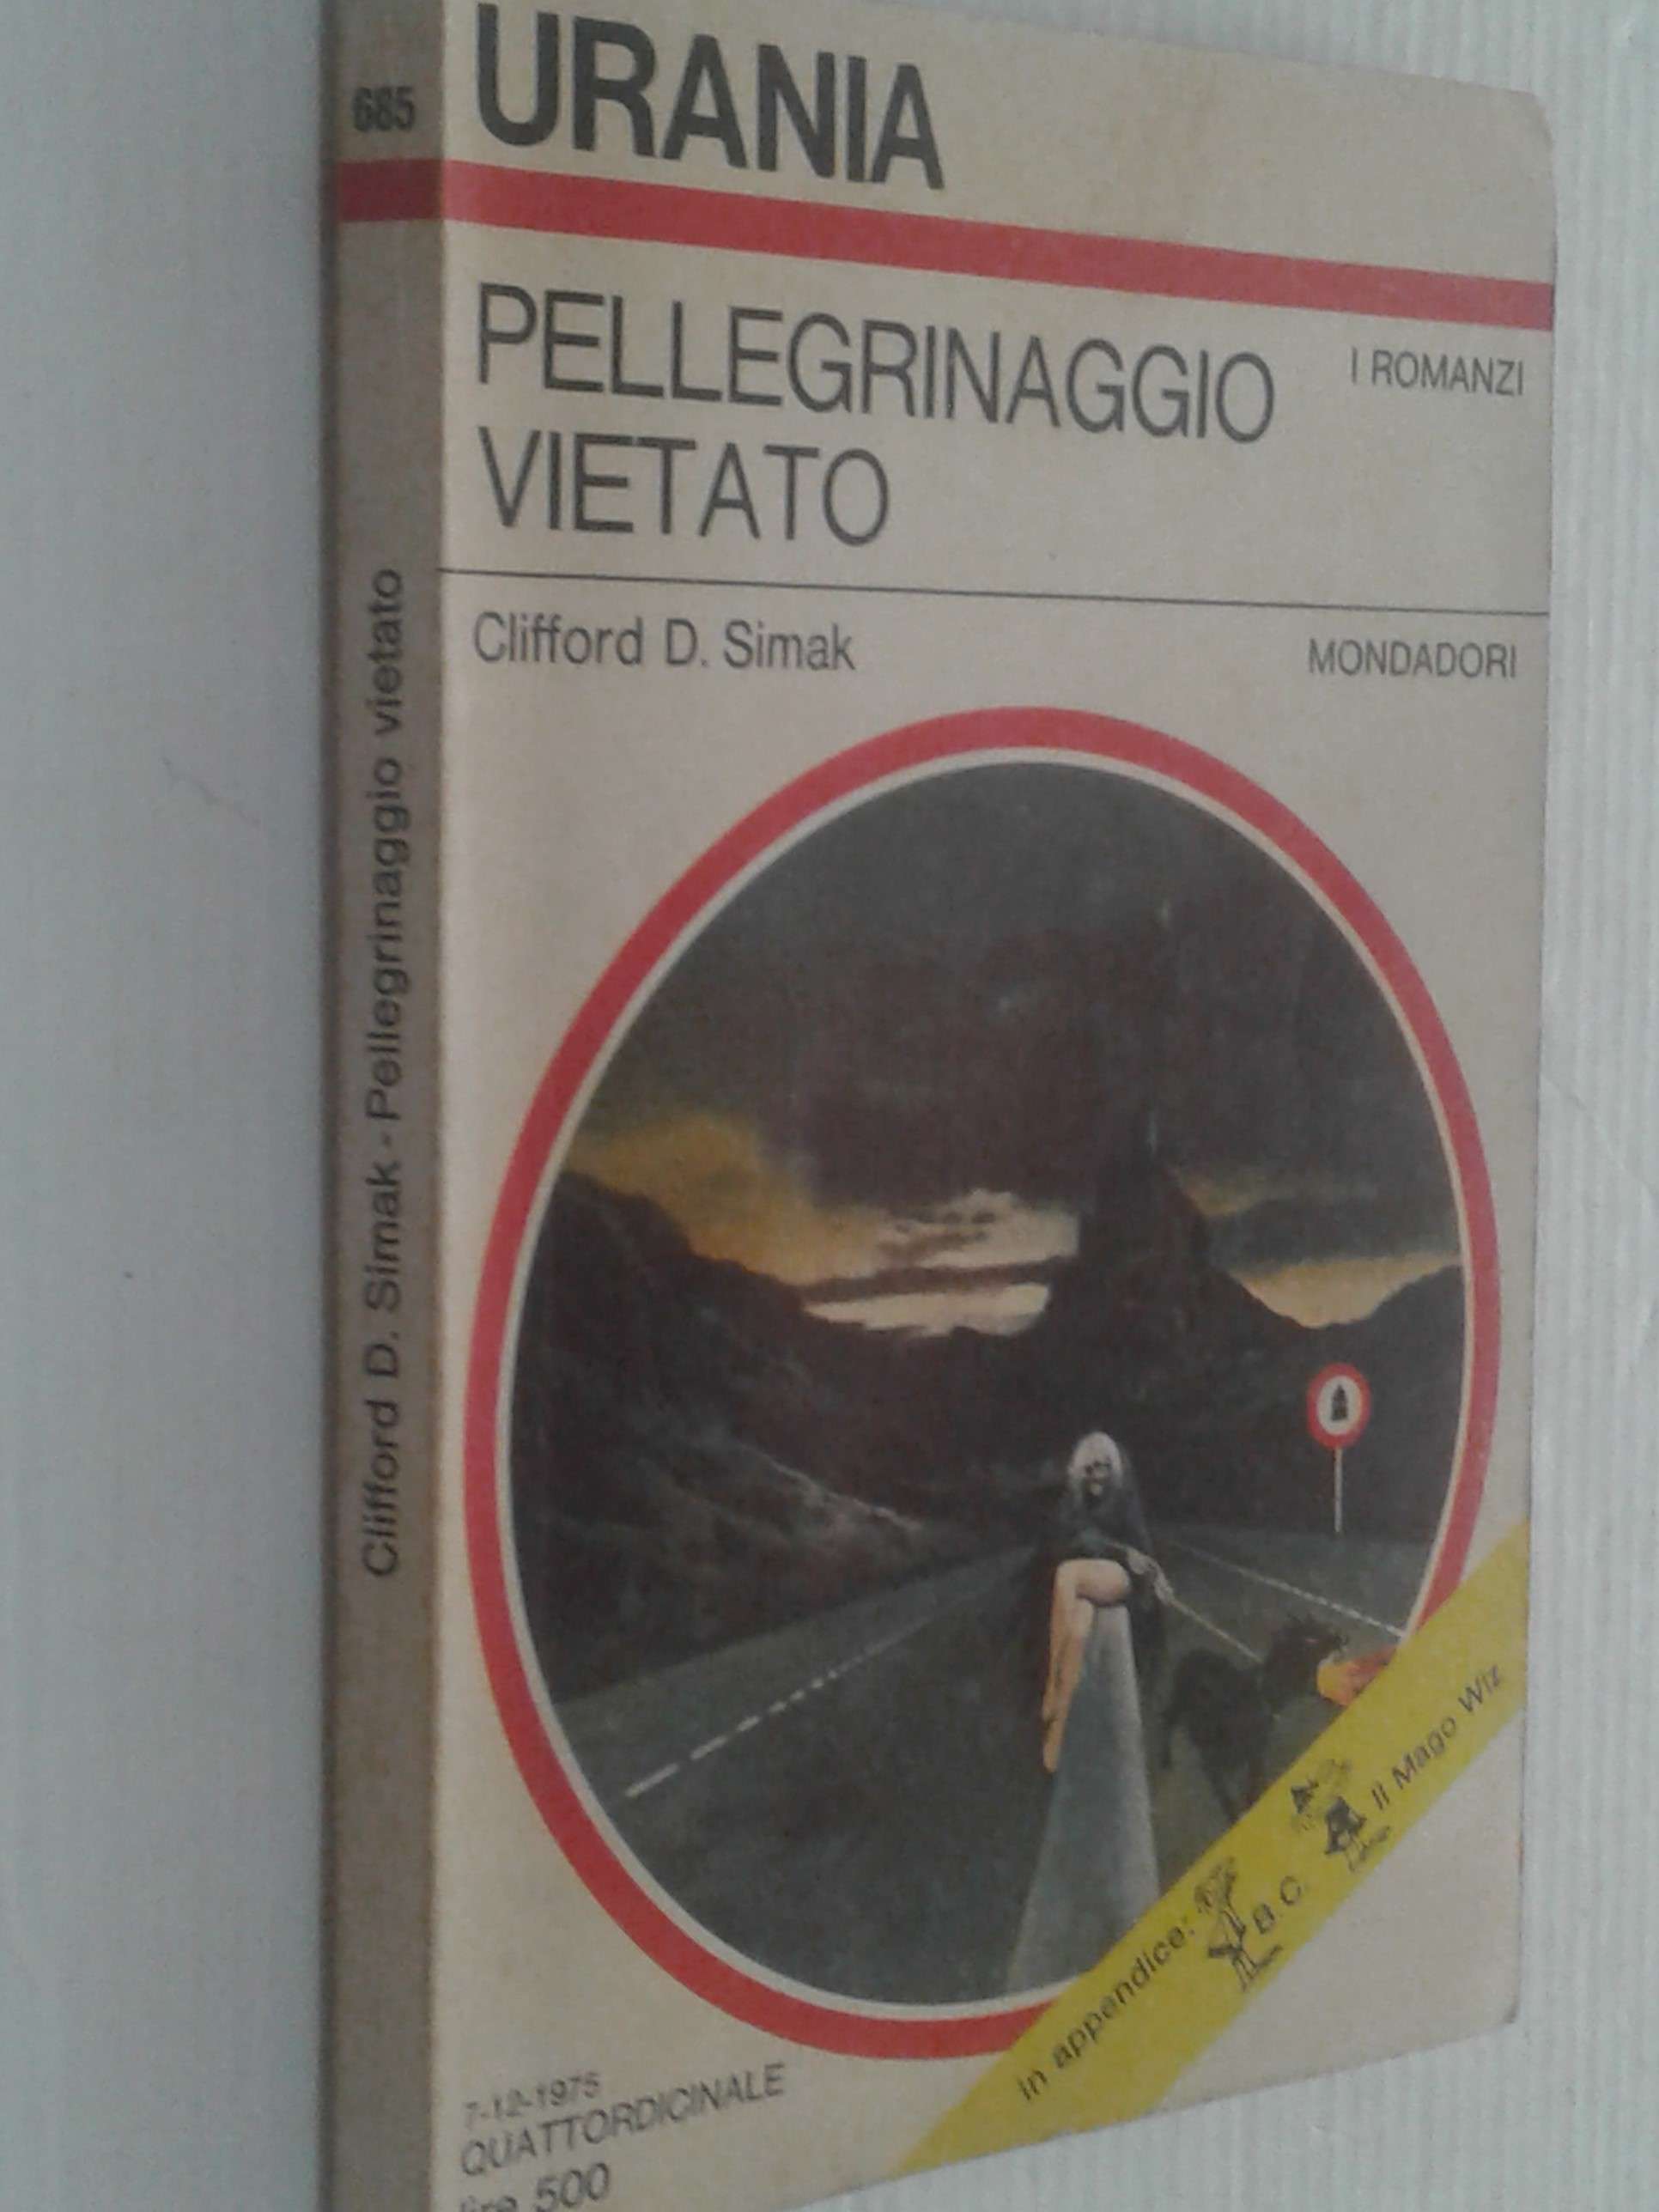 685
Clifford D. Simak - Pellegrinaggio vietato
URANIA
PELLEGRINAGGIO
VIETATO
I ROMANZI
Clifford D. Simak
MONDADORI
in appendice: B.C. Il Mago Wiz
7-12-1975
QUATTORDICINALE
lire 500